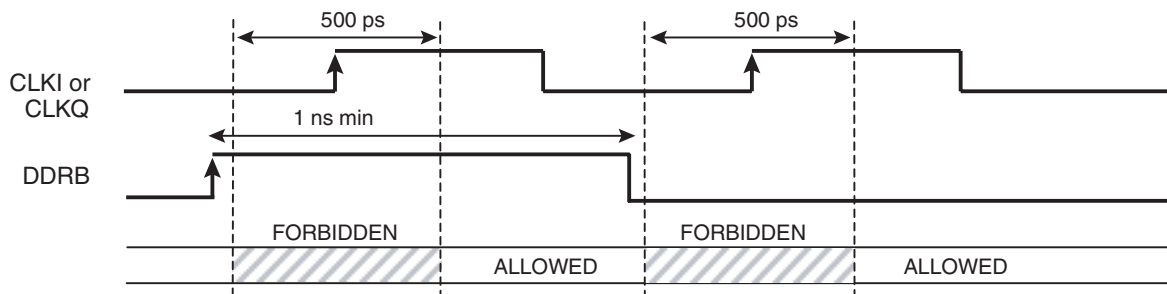 500 ps
500 ps
CLKI or
CLKQ
1 ns min
DDRB
FORBIDDEN
FORBIDDEN
ALLOWED
ALLOWED